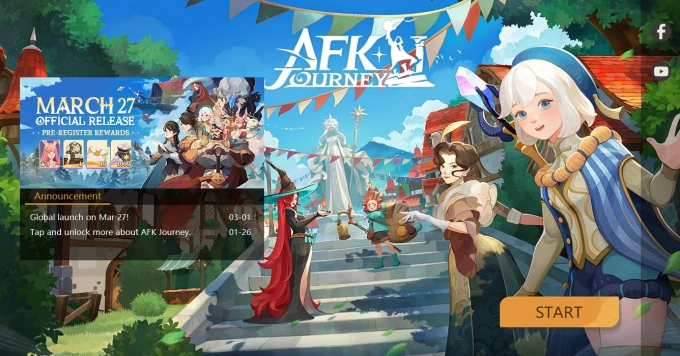 AFK
JOURNEY
MARCH 27
OFFICIAL RELEASE
PRE-REGISTER REWARDS
Announcement
Global launch on Mar 27! 03-01
Tap and unlock more about AFK Journey. 01-26
START